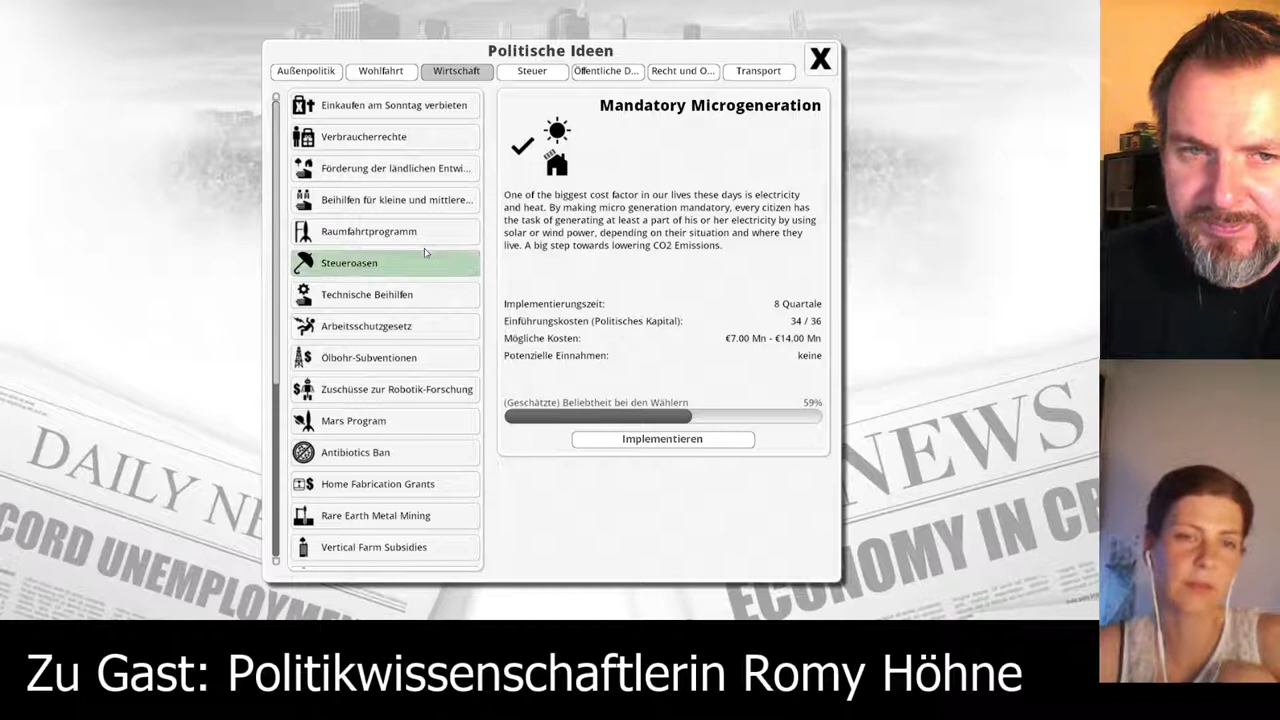 Politische Ideen
X
Außenpolitik
Wohlfahrt
Wirtschaft
Steuer
Öffentliche D...
Recht und O...
Transport
Einkaufen am Sonntag verbieten
Verbraucherrechte
Förderung der ländlichen Entwi...
Beihilfen für kleine und mittlere...
Raumfahrtprogramm
Steueroasen
Technische Beihilfen
Arbeitsschutzgesetz
Ölbohr-Subventionen
Zuschüsse zur Robotik-Forschung
Mars Program
Antibiotics Ban
Home Fabrication Grants
Rare Earth Metal Mining
Vertical Farm Subsidies
Mandatory Microgeneration
One of the biggest cost factor in our lives these days is electricity
and heat. By making micro generation mandatory, every citizen has
the task of generating at least a part of his or her electricity by using
solar or wind power, depending on their situation and where they
live. A big step towards lowering CO2 Emissions.
Implementierungszeit: 8 Quartale
Einführungskosten (Politisches Kapital): 34 / 36
Mögliche Kosten: €7.00 Mn - €14.00 Mn
Potenzielle Einnahmen: keine
(Geschätzte) Beliebtheit bei den Wählern 59%
Implementieren
DAILY NE
CORD UNEMPLOYME
NEWS
ECONOMY IN CR
Zu Gast: Politikwissenschaftlerin Romy Höhne